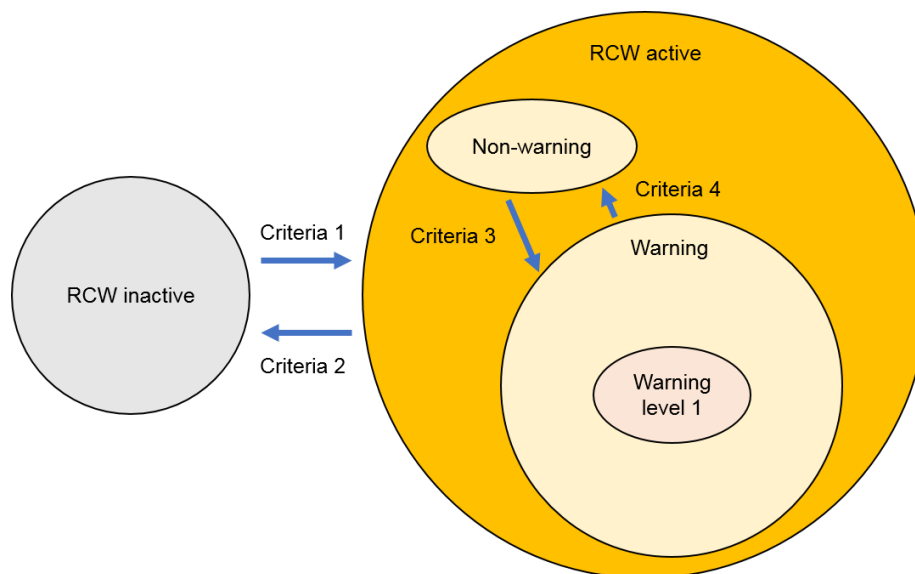 RCW active
Non-warning
Criteria 4
Criteria 1
Criteria 3
Warning
RCW inactive
Criteria 2
Warning
level 1